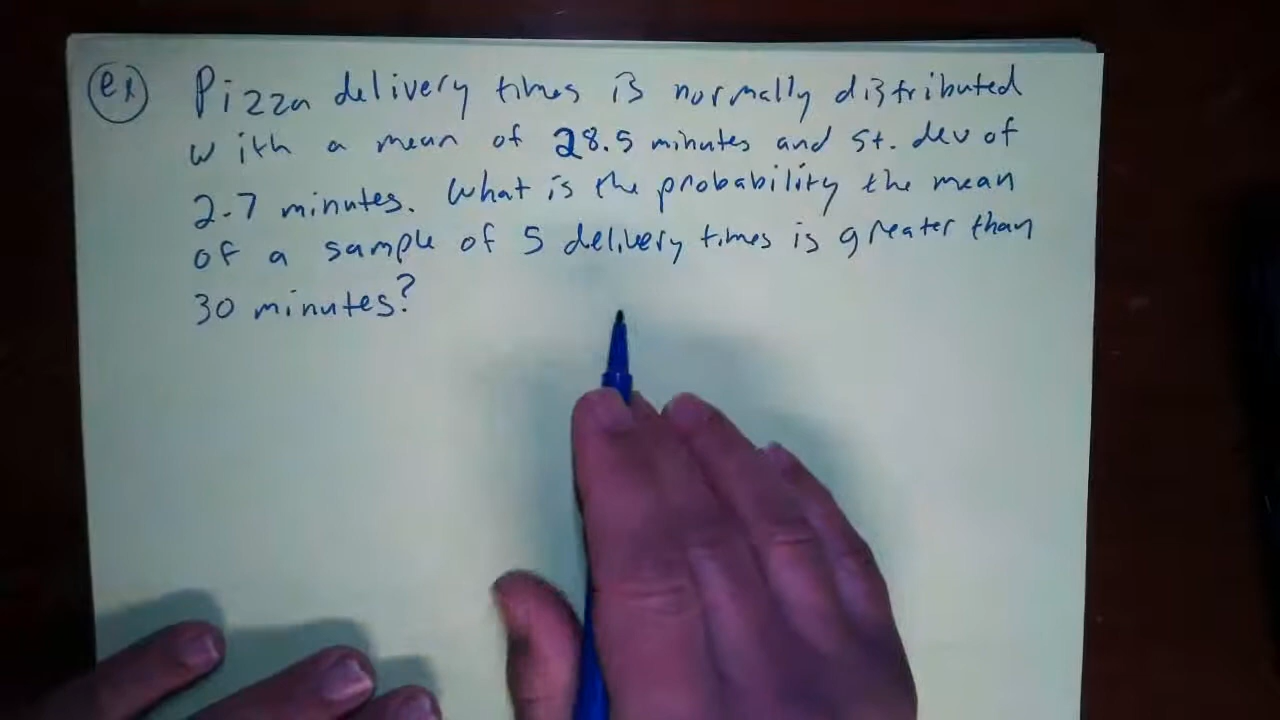 ex Pizza delivery times is normally distributed
with a mean of 28.5 minutes and St. dev of
2.7 minutes. What is the probability the mean
of a sample of 5 delivery times is greater than
30 minutes?